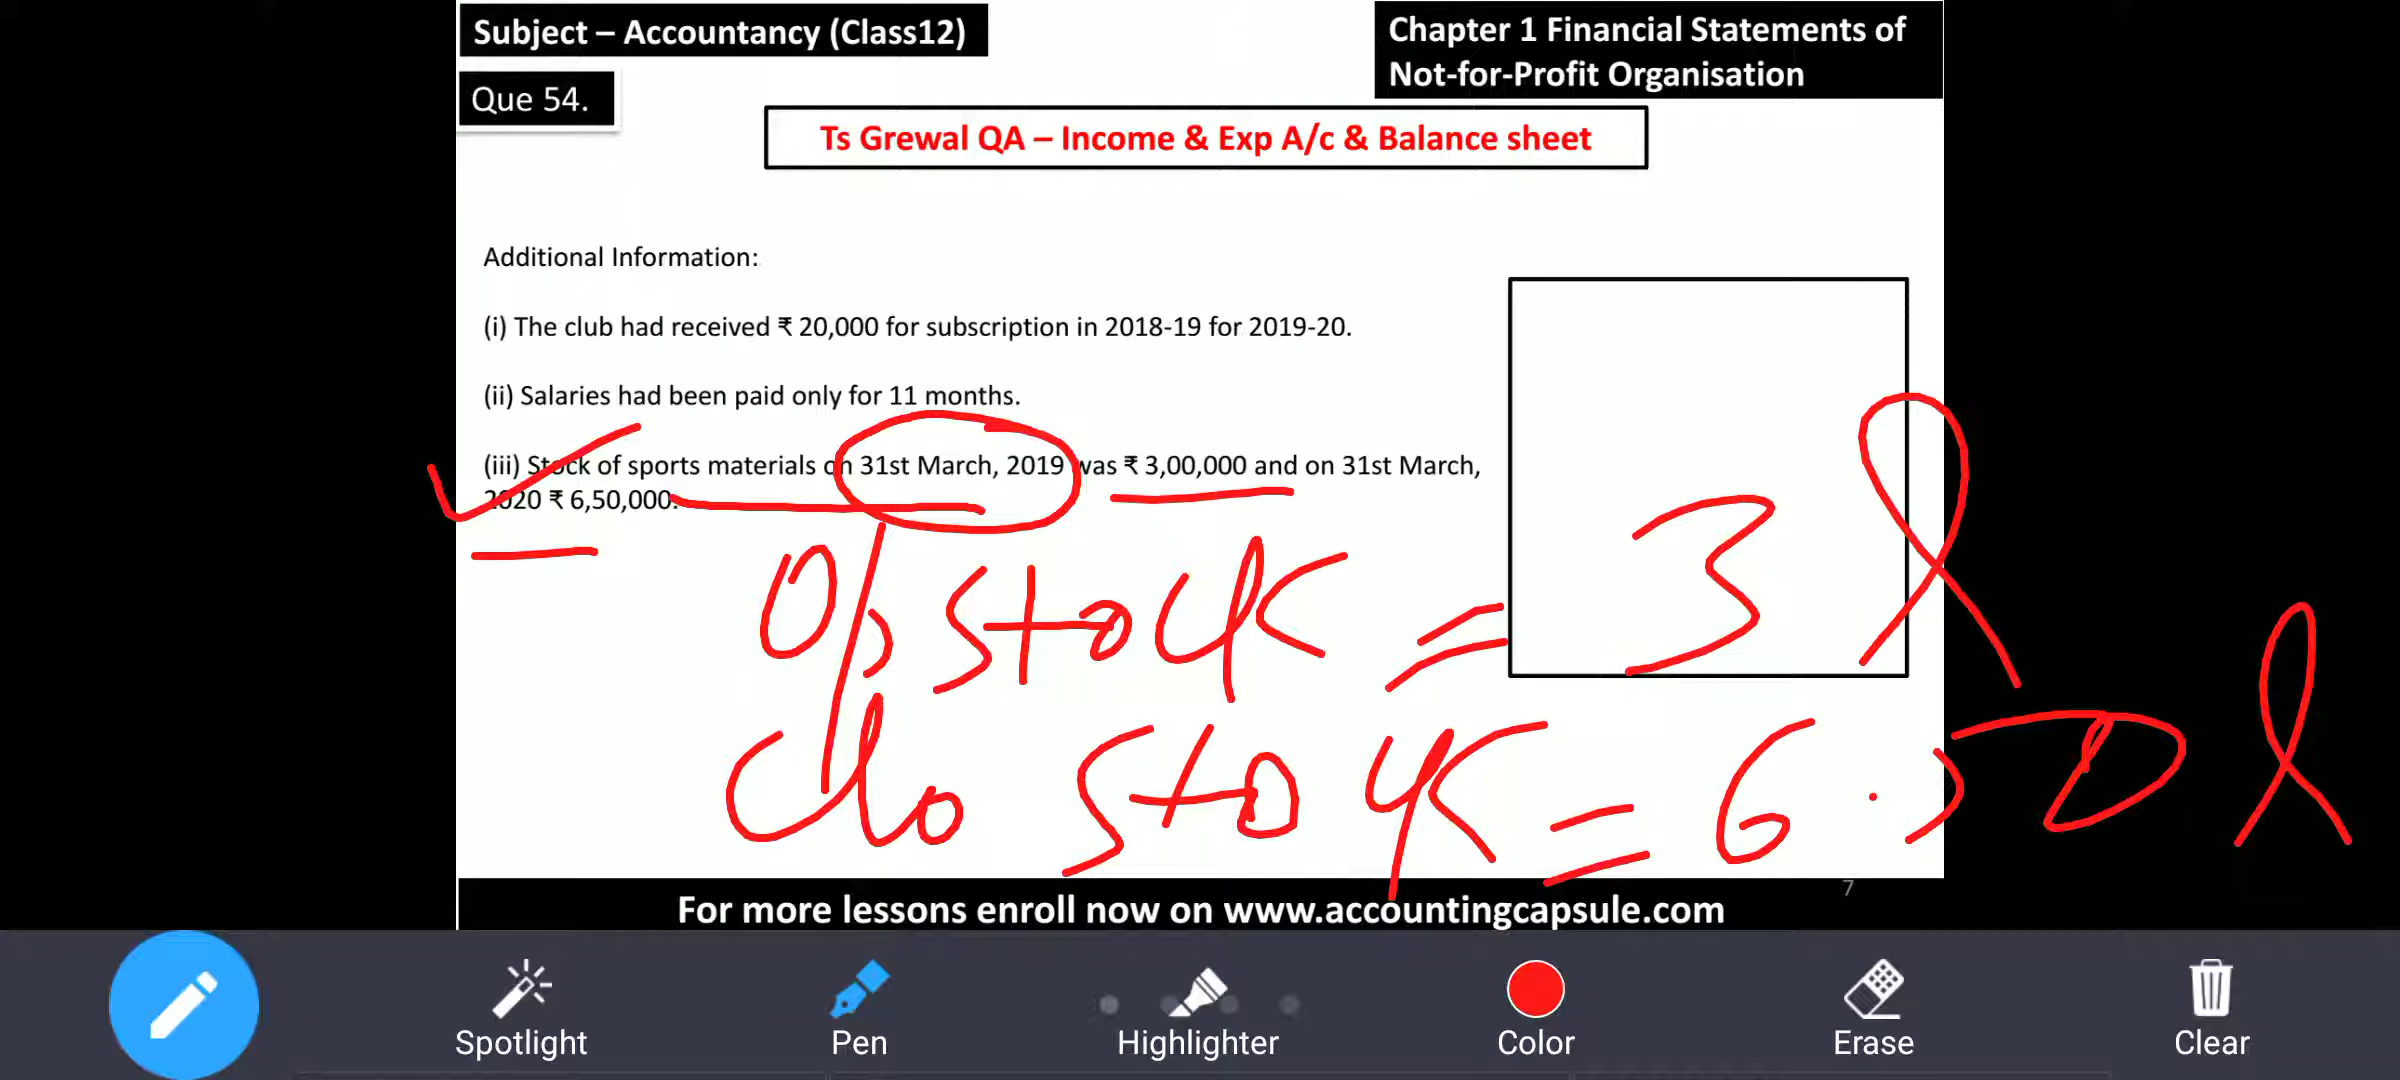 Subject – Accountancy (Class12)
Chapter 1 Financial Statements of
Not-for-Profit Organisation
Que 54.
Ts Grewal QA – Income & Exp A/c & Balance sheet
Additional Information:
(i) The club had received ₹ 20,000 for subscription in 2018-19 for 2019-20.
(ii) Salaries had been paid only for 11 months.
(iii) Stock of sports materials on 31st March, 2019 was ₹ 3,00,000 and on 31st March,
2020 ₹ 6,50,000.
Op stock = 3 l
Clo stock = 6.50 l
7
For more lessons enroll now on www.accountingcapsule.com
Spotlight
Pen
Highlighter
Color
Erase
Clear